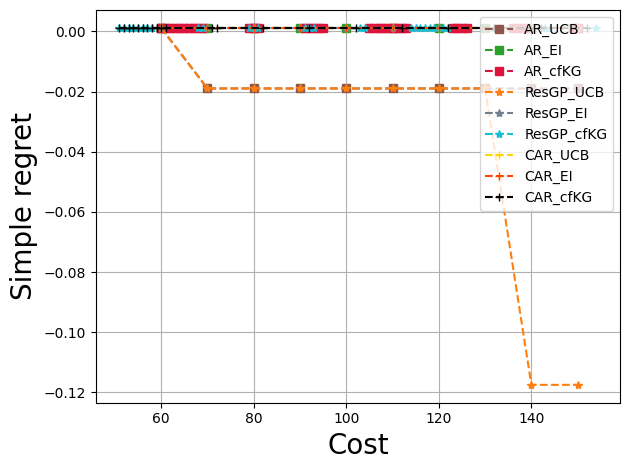 0.00
−0.02
−0.04
−0.06
−0.08
−0.10
−0.12
Simple regret
60
80
100
120
140
Cost
AR_UCB
AR_EI
AR_cfKG
ResGP_UCB
ResGP_EI
ResGP_cfKG
CAR_UCB
CAR_EI
CAR_cfKG